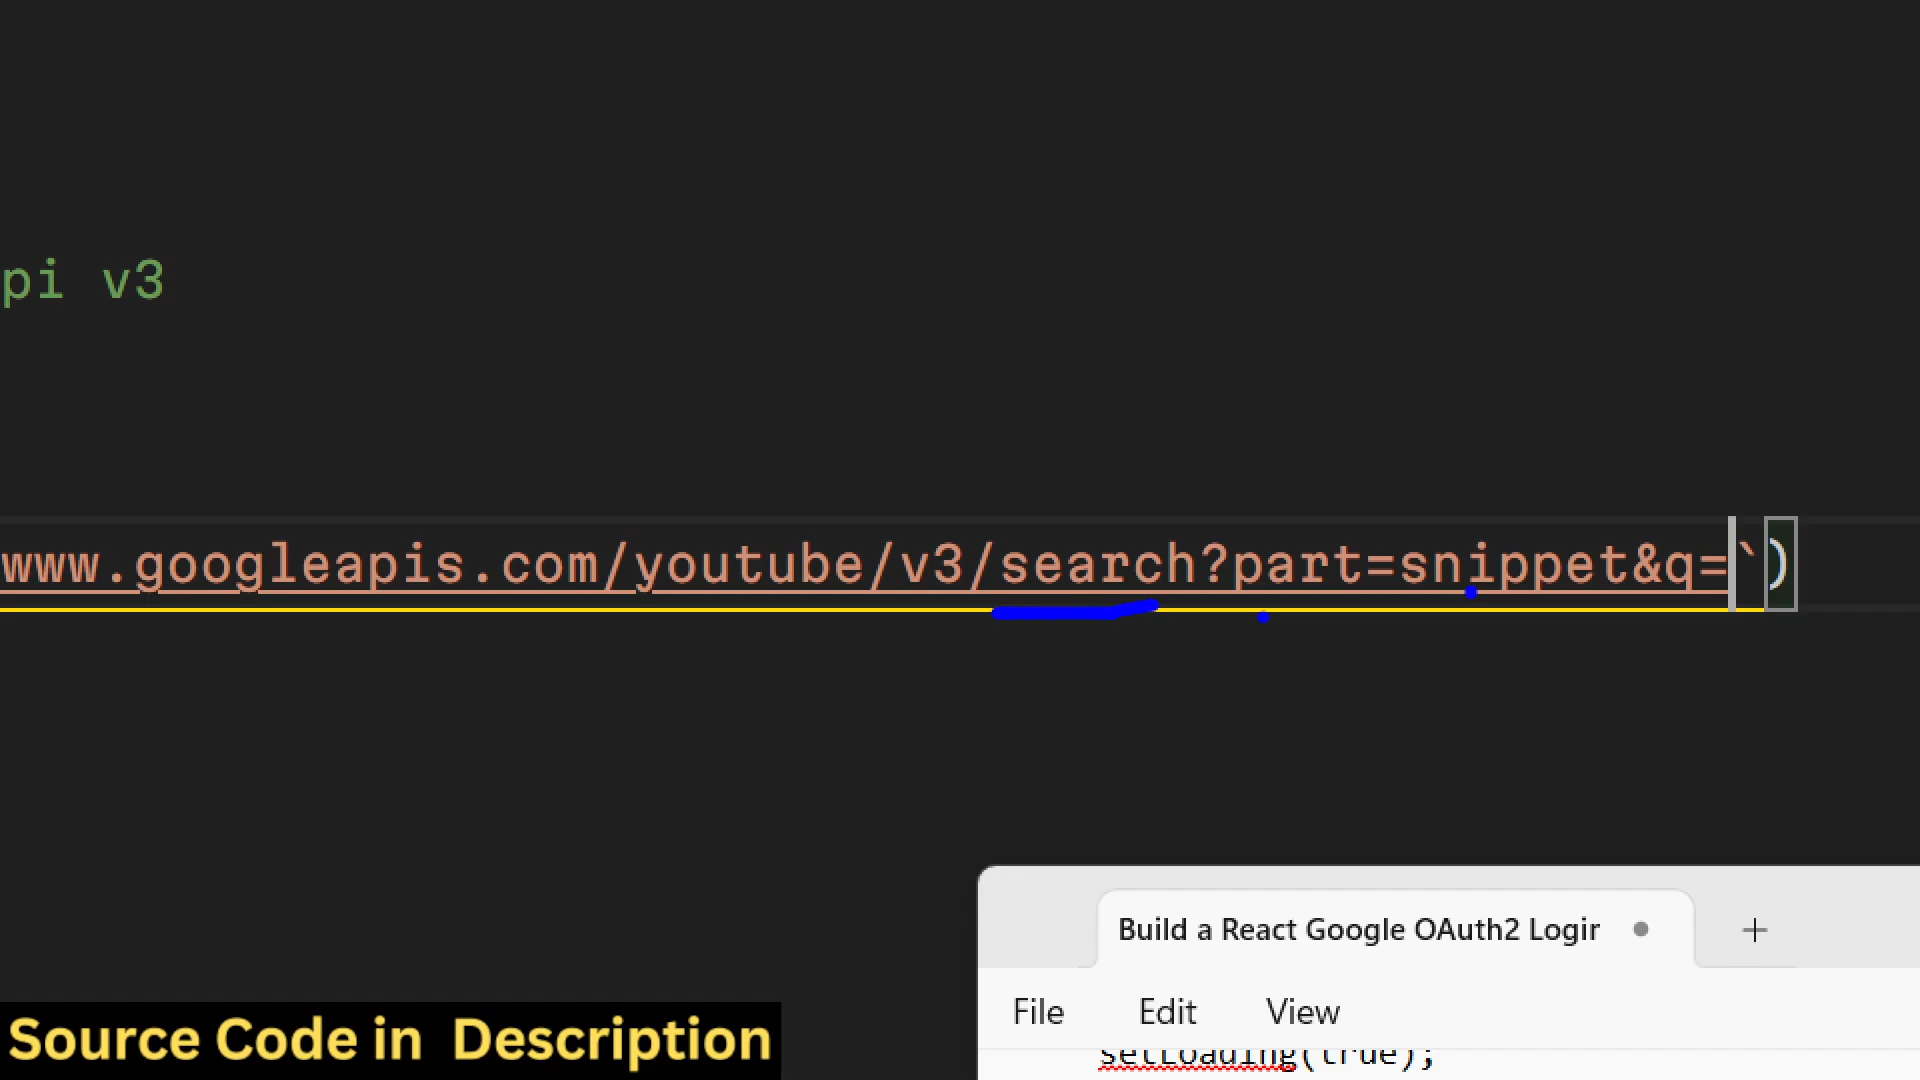 pi v3
www.googleapis.com/youtube/v3/search?part=snippet&q=`)
Build a React Google OAuth2 Logir
File Edit View
setLoading(true);
Source Code in Description